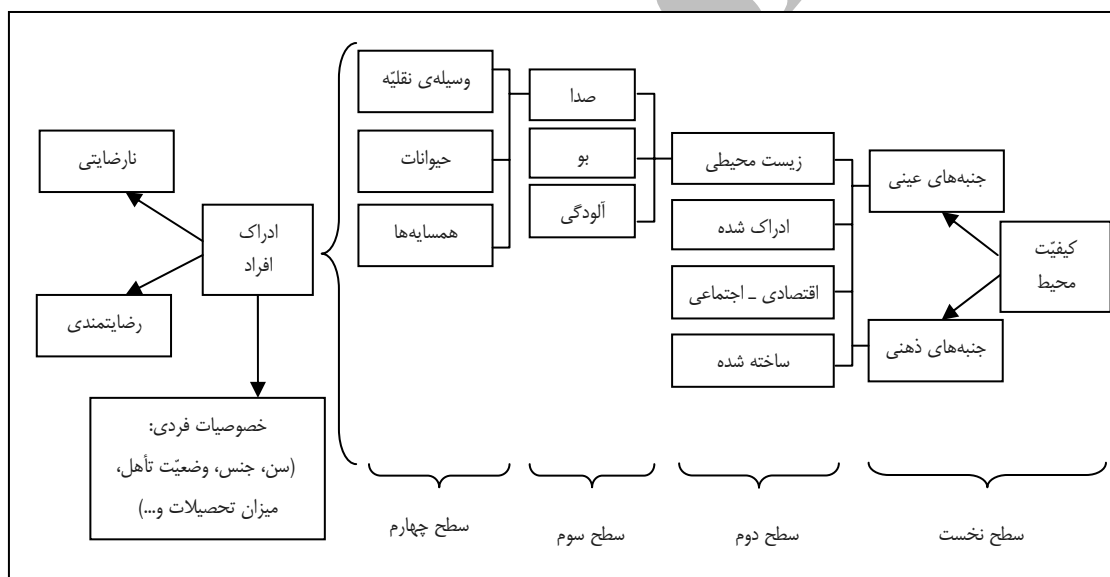 کیفیّت
محیط
جنبه‌های عینی
جنبه‌های ذهنی
زیست محیطی
ادراک شده
اقتصادی ـ اجتماعی
ساخته شده
صدا
بو
آلودگی
وسیله‌ی نقلیّه
حیوانات
همسایه‌ها
ادراک
افراد
نارضایتی
رضایتمندی
خصوصیات فردی:
(سن، جنس، وضعیّت تأهل،
میزان تحصیلات و...)
سطح نخست
سطح دوم
سطح سوم
سطح چهارم